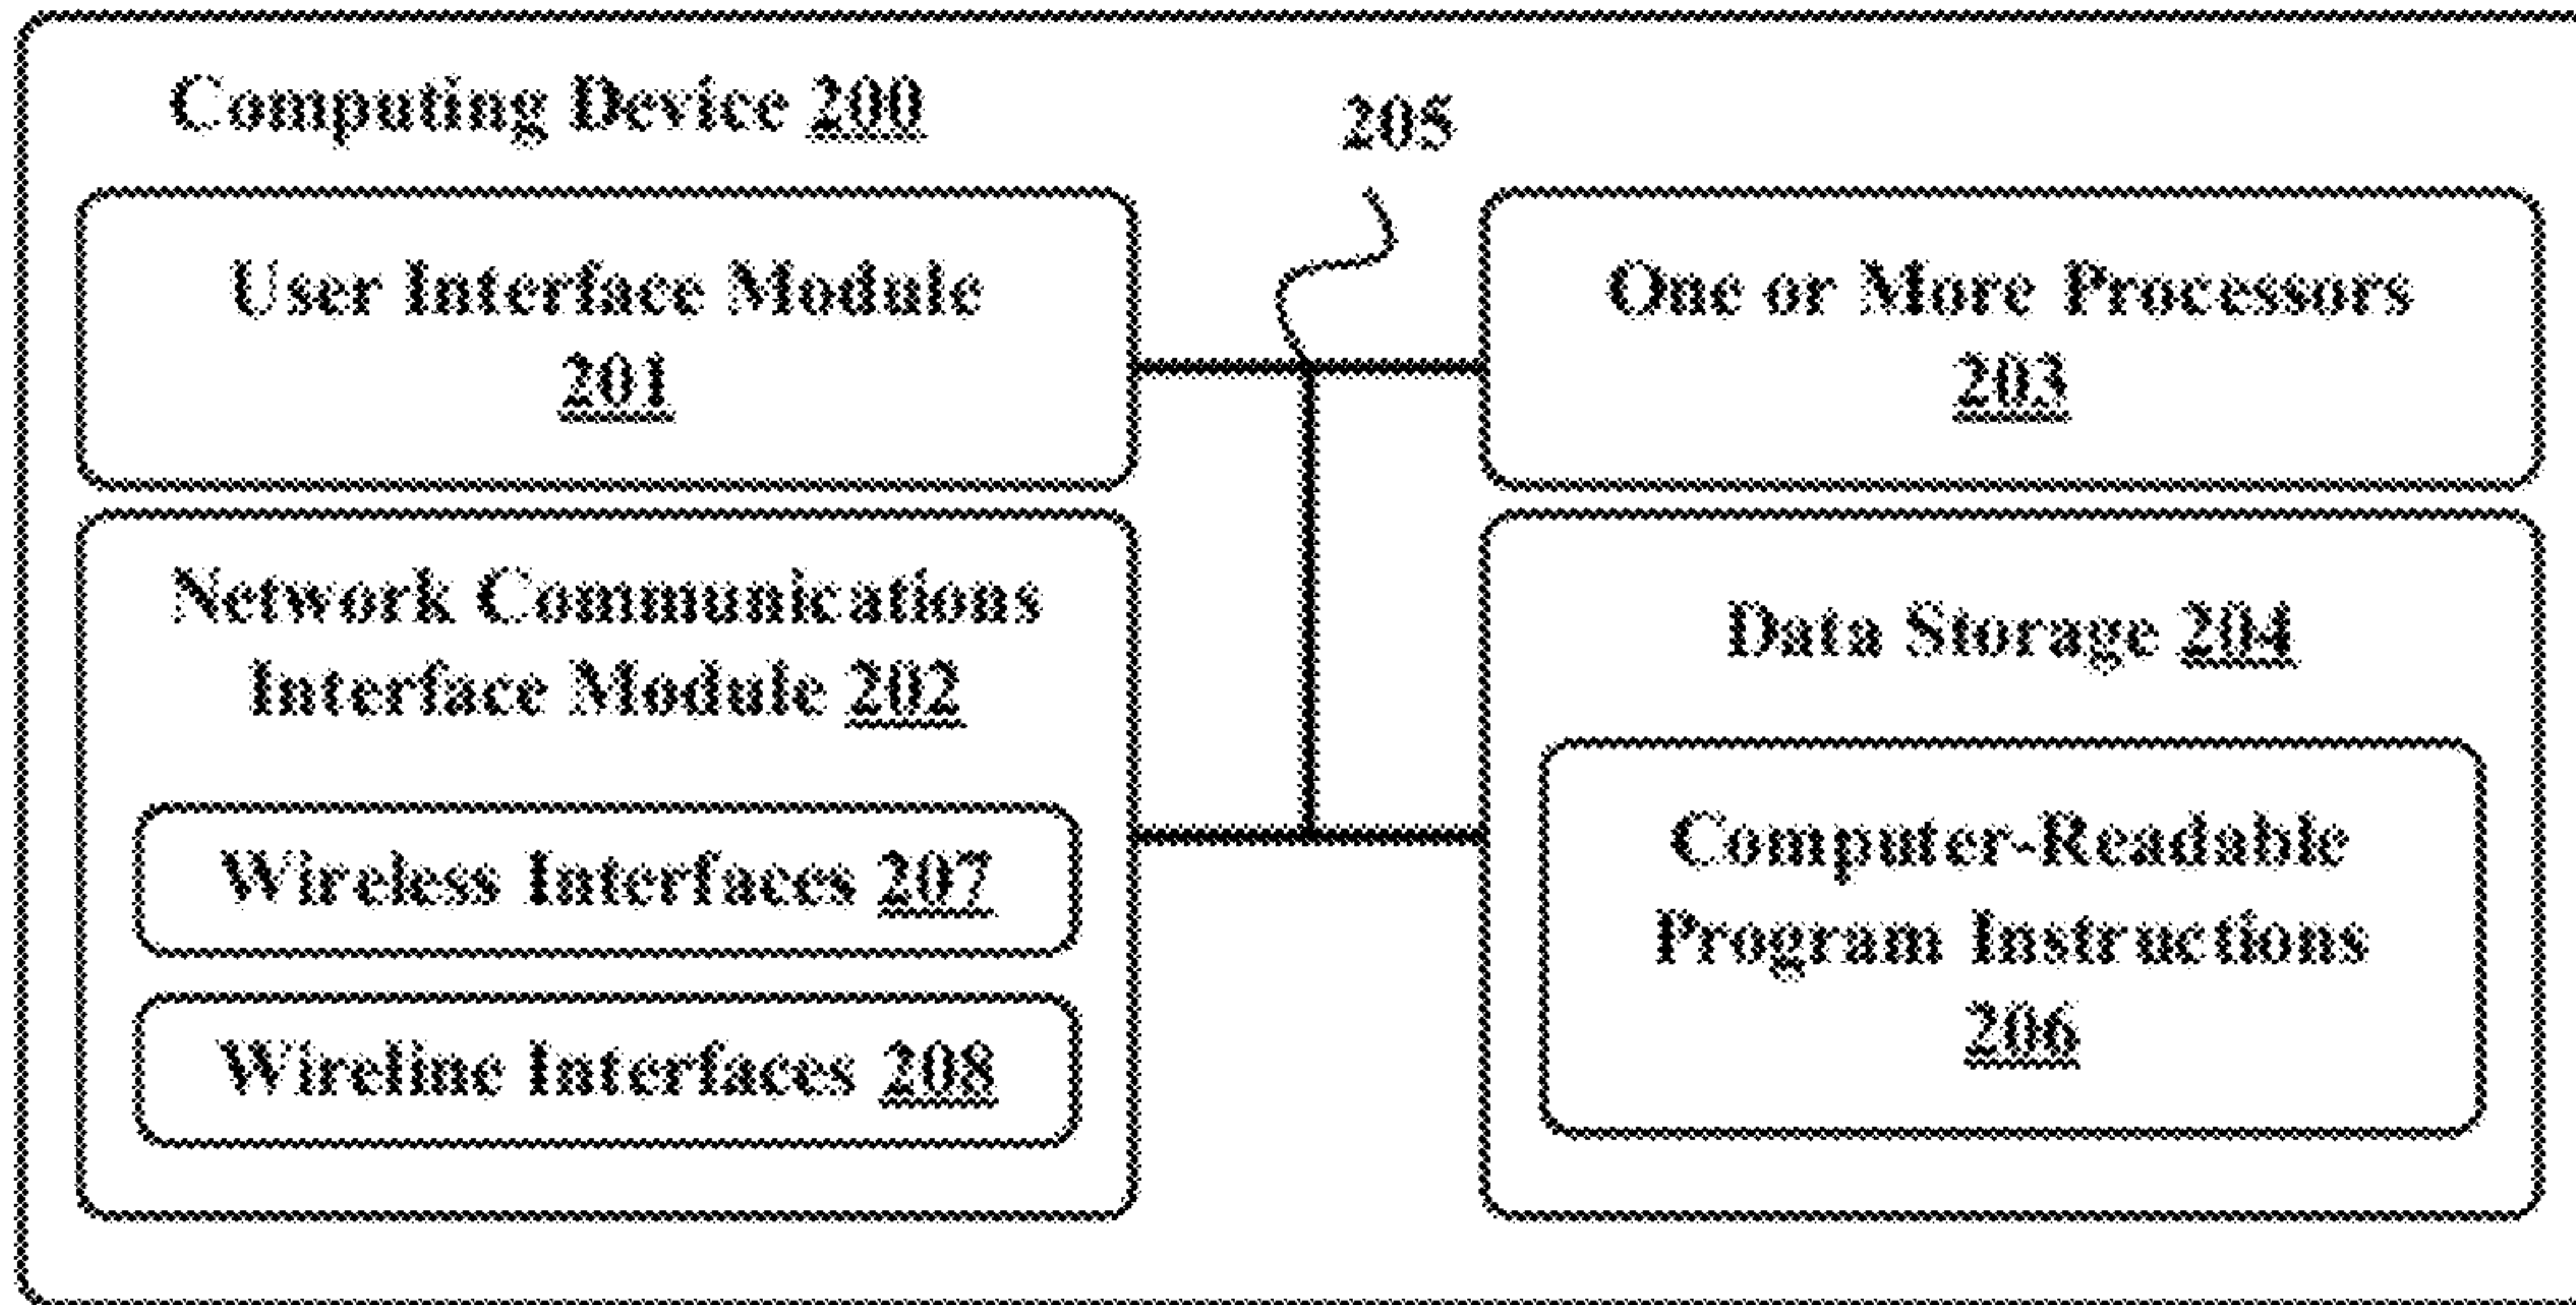 Computing Device 200
205
User Interface Module
201
One or More Processors
203
Network Communications
Interface Module 202
Wireless Interfaces 207
Wireline Interfaces 208
Data Storage 204
Computer-Readable
Program Instructions
206